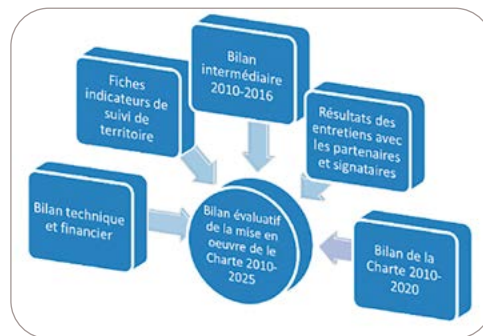 Bilan
intermédiaire
2010-2016
Fiches
indicateurs de
suivi de
territoire
Résultats des
entretiens avec
les partenaires
et signataires
Bilan technique
et financier
Bilan évaluatif
de la mise en
oeuvre de le
Charte 2010-
2025
Bilan de la
Charte 2010-
2020